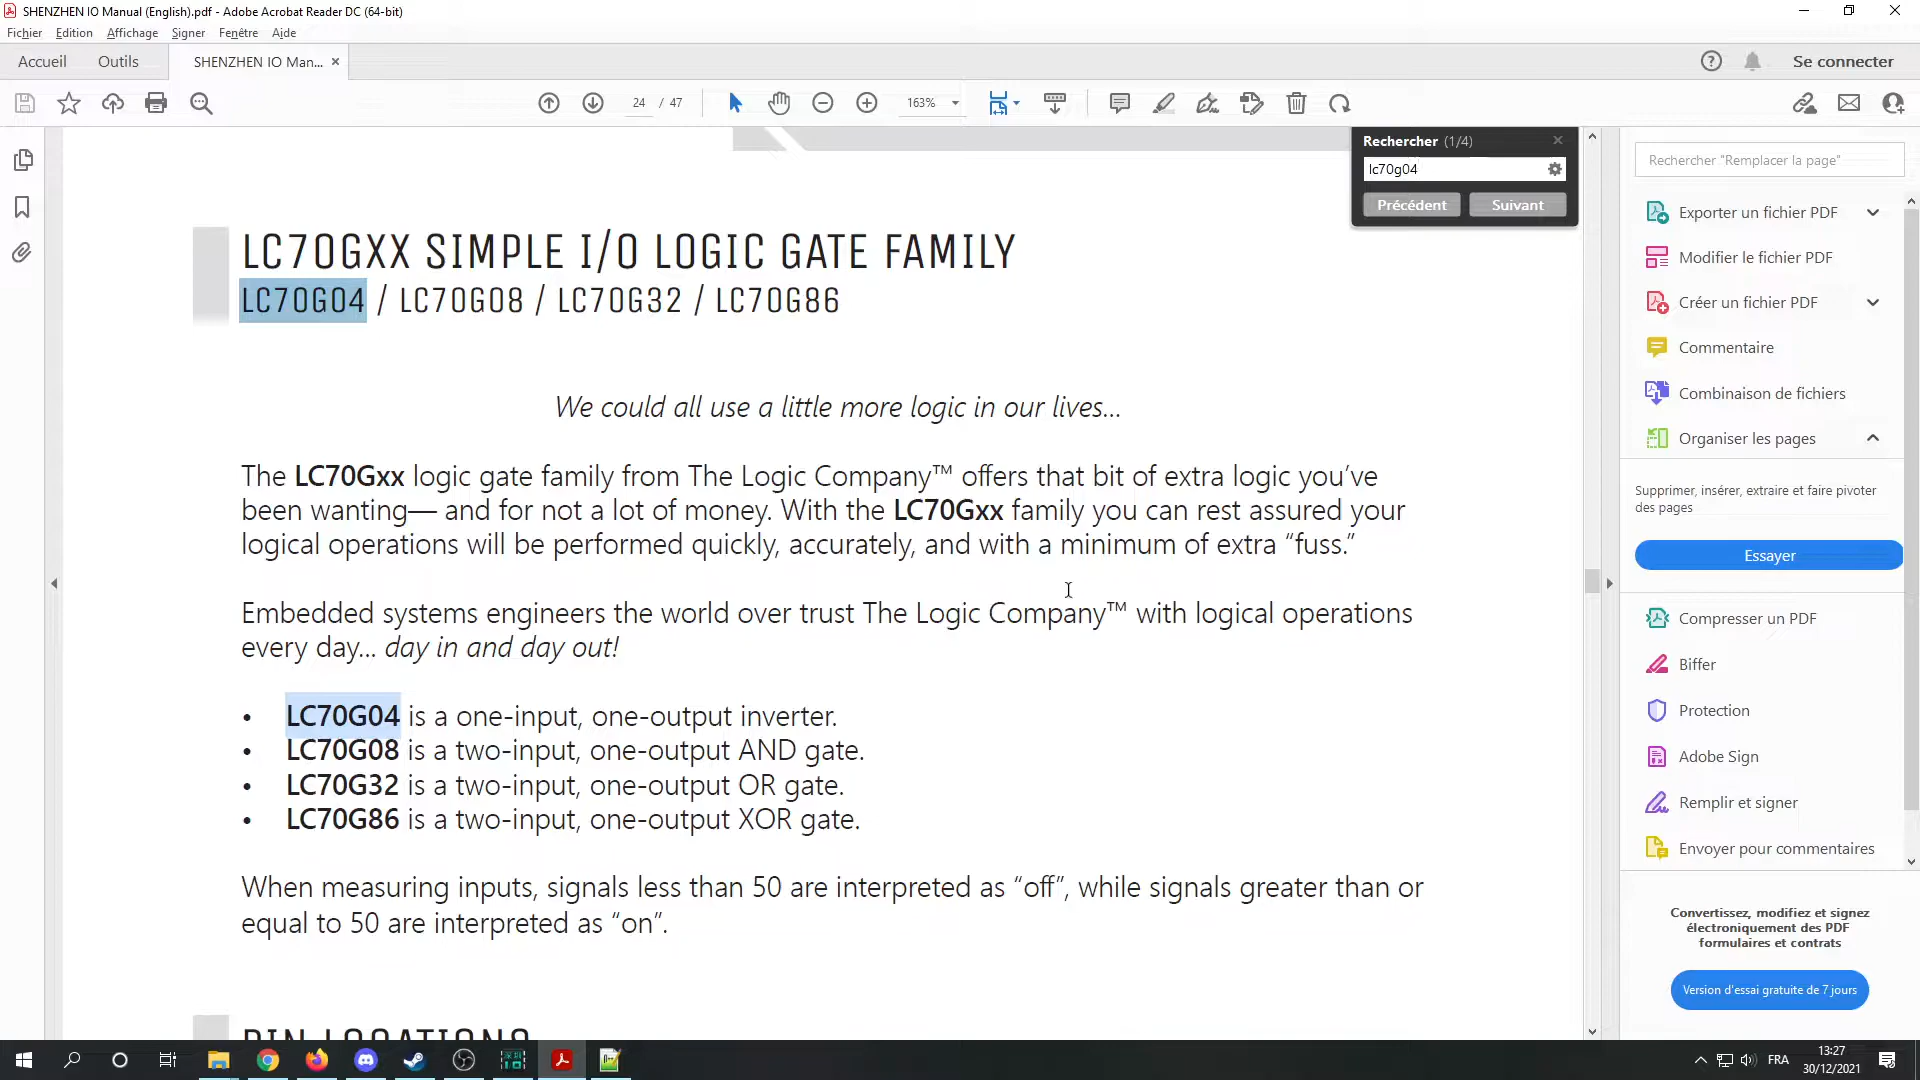 SHENZHEN IO Manual (English).pdf - Adobe Acrobat Reader DC (64-bit)
Fichier Edition Affichage Signer Fenêtre Aide
Accueil Outils SHENZHEN IO Man... × Se connecter
24 / 47 163%
Rechercher (1/4)
lc70g04
Précédent Suivant
LC70GXX SIMPLE I/O LOGIC GATE FAMILY
LC70G04 / LC70G08 / LC70G32 / LC70G86
We could all use a little more logic in our lives...
The LC70Gxx logic gate family from The Logic Company™ offers that bit of extra logic you’ve
been wanting— and for not a lot of money. With the LC70Gxx family you can rest assured your
logical operations will be performed quickly, accurately, and with a minimum of extra “fuss.”
Embedded systems engineers the world over trust The Logic Company™ with logical operations
every day... day in and day out!
• LC70G04 is a one-input, one-output inverter.
• LC70G08 is a two-input, one-output AND gate.
• LC70G32 is a two-input, one-output OR gate.
• LC70G86 is a two-input, one-output XOR gate.
When measuring inputs, signals less than 50 are interpreted as “off”, while signals greater than or
equal to 50 are interpreted as “on”.
PIN LOCATIONS
Rechercher "Remplacer la page"
Exporter un fichier PDF
Modifier le fichier PDF
Créer un fichier PDF
Commentaire
Combinaison de fichiers
Organiser les pages
Supprimer, insérer, extraire et faire pivoter
des pages
Essayer
Compresser un PDF
Biffer
Protection
Adobe Sign
Remplir et signer
Envoyer pour commentaires
Convertissez, modifiez et signez
électroniquement des PDF
formulaires et contrats
Version d'essai gratuite de 7 jours
FRA
13:27
30/12/2021